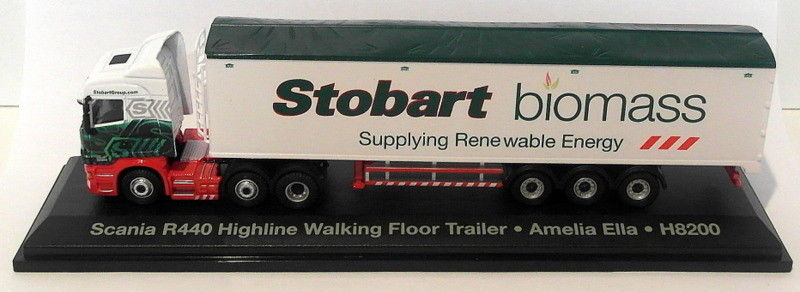 StobartGroup.com
S
Stobart biomass
Supplying Renewable Energy
Scania R440 Highline Walking Floor Trailer • Amelia Ella • H8200